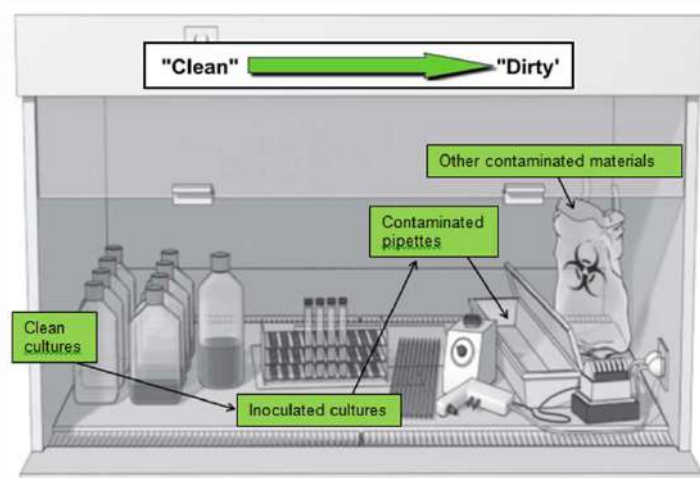 "Clean" "Dirty'
Other contaminated materials
Contaminated
pipettes
Clean
cultures
Inoculated cultures